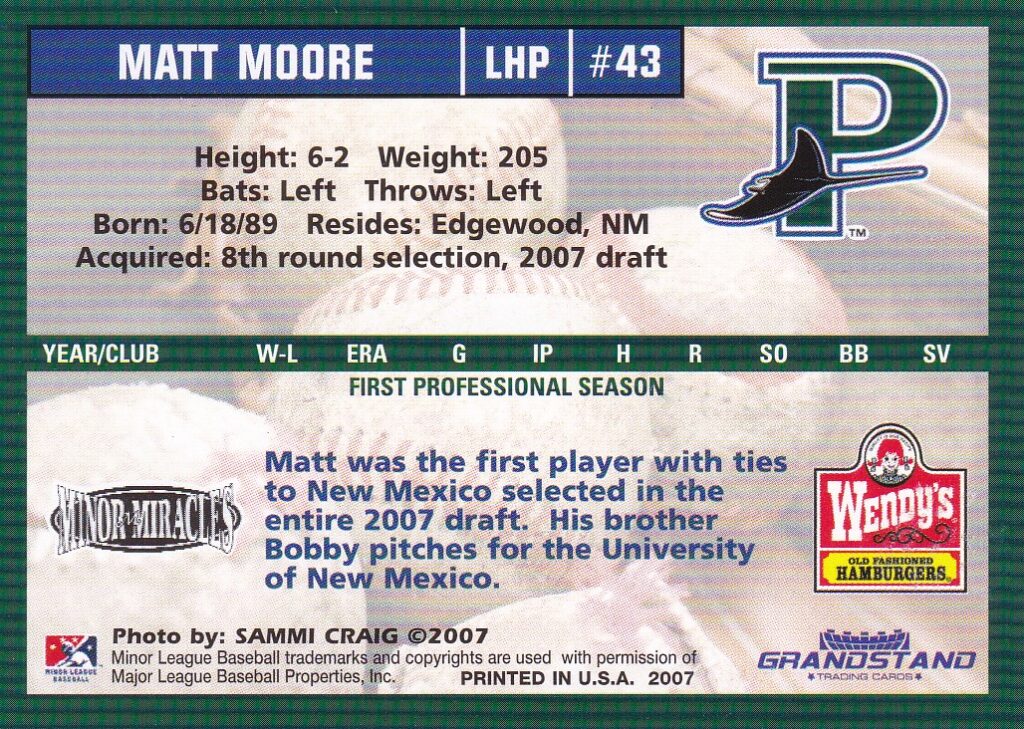 MATT MOORE LHP #43
P
TM
Height: 6-2 Weight: 205
Bats: Left Throws: Left
Born: 6/18/89 Resides: Edgewood, NM
Acquired: 8th round selection, 2007 draft
YEAR/CLUB W-L ERA G IP H R SO BB SV
FIRST PROFESSIONAL SEASON
Matt was the first player with ties
to New Mexico selected in the
entire 2007 draft. His brother
Bobby pitches for the University
of New Mexico.
MINOR MIRACLES
WENDY'S
OLD FASHIONED
HAMBURGERS
Photo by: SAMMI CRAIG ©2007
Minor League Baseball trademarks and copyrights are used with permission of
Major League Baseball Properties, Inc. PRINTED IN U.S.A. 2007
MINOR LEAGUE
BASEBALL
GRANDSTAND
TRADING CARDS